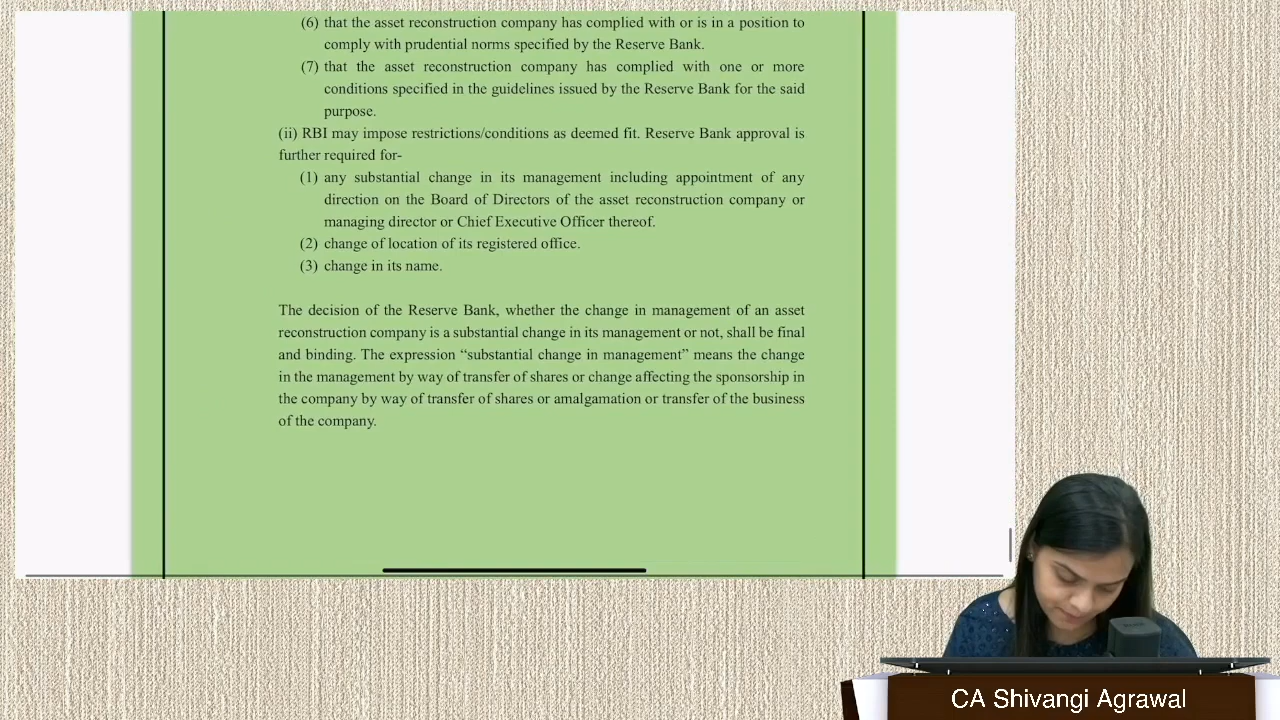 (6) that the asset reconstruction company has complied with or is in a position to
comply with prudential norms specified by the Reserve Bank.
(7) that the asset reconstruction company has complied with one or more
conditions specified in the guidelines issued by the Reserve Bank for the said
purpose.
(ii) RBI may impose restrictions/conditions as deemed fit. Reserve Bank approval is
further required for-
(1) any substantial change in its management including appointment of any
direction on the Board of Directors of the asset reconstruction company or
managing director or Chief Executive Officer thereof.
(2) change of location of its registered office.
(3) change in its name.
The decision of the Reserve Bank, whether the change in management of an asset
reconstruction company is a substantial change in its management or not, shall be final
and binding. The expression “substantial change in management” means the change
in the management by way of transfer of shares or change affecting the sponsorship in
the company by way of transfer of shares or amalgamation or transfer of the business
of the company.
CA Shivangi Agrawal